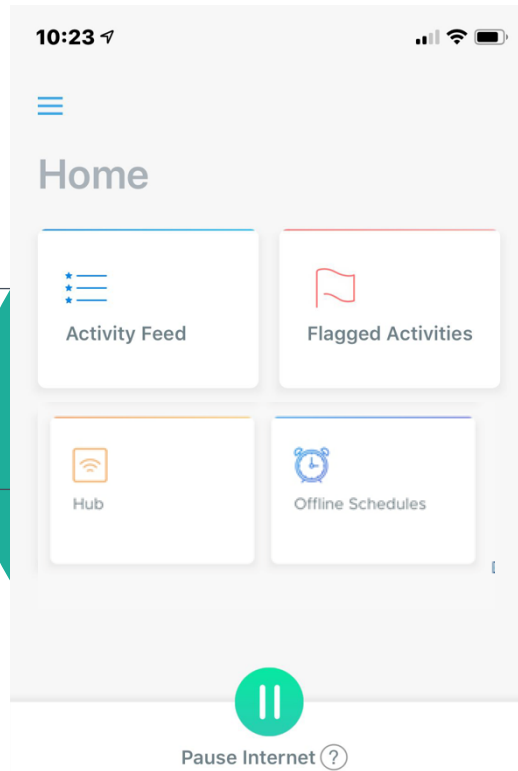 10:23
Home
Activity Feed
Flagged Activities
Hub
Offline Schedules
Pause Internet ?